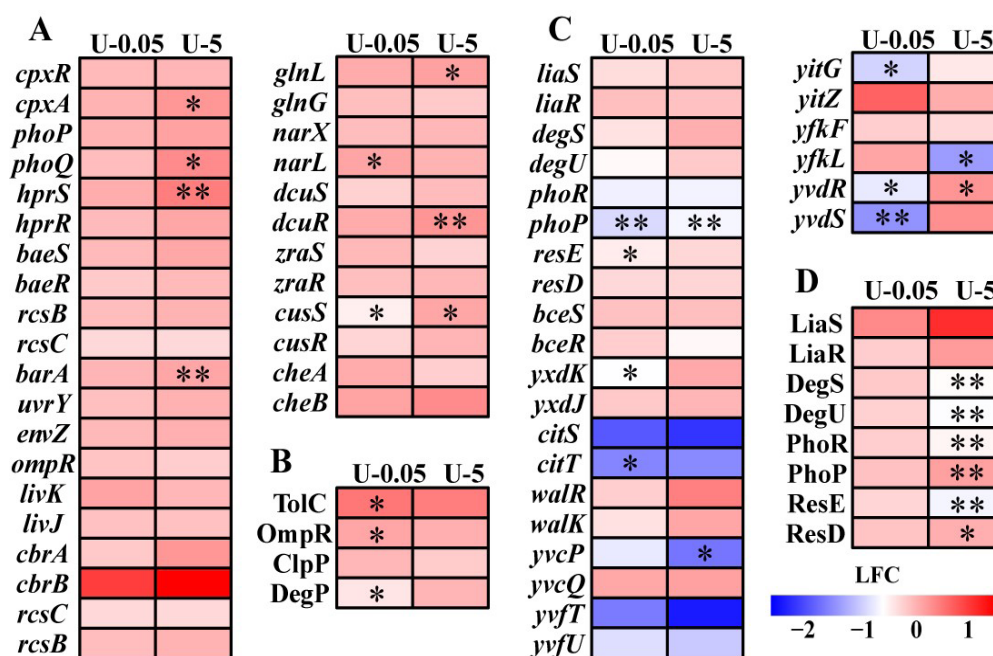 A
U-0.05 U-5
cpxR
cpxA *
phoP
phoQ *
hprS **
hprR
baeS
baeR
rcsB
rcsC
barA **
uvrY
envZ
ompR
livK
livJ
cbrA
cbrB
rcsC
rcsB
U-0.05 U-5
glnL *
glnG
narX
narL *
dcuS
dcuR **
zraS
zraR
cusS * *
cusR
cheA
cheB
B
U-0.05 U-5
TolC *
OmpR *
ClpP
DegP *
C
U-0.05 U-5
liaS
liaR
degS
degU
phoR
phoP ** **
resE *
resD
bceS
bceR
yxdK *
yxdJ
citS
citT *
walR
walK
yvcP *
yvcQ
yvfT
yvfU
U-0.05 U-5
yitG *
yitZ
yfkF
yfkL *
yvdR * *
yvdS **
D
U-0.05 U-5
LiaS
LiaR
DegS **
DegU **
PhoR **
PhoP **
ResE **
ResD *
LFC
−2 −1 0 1